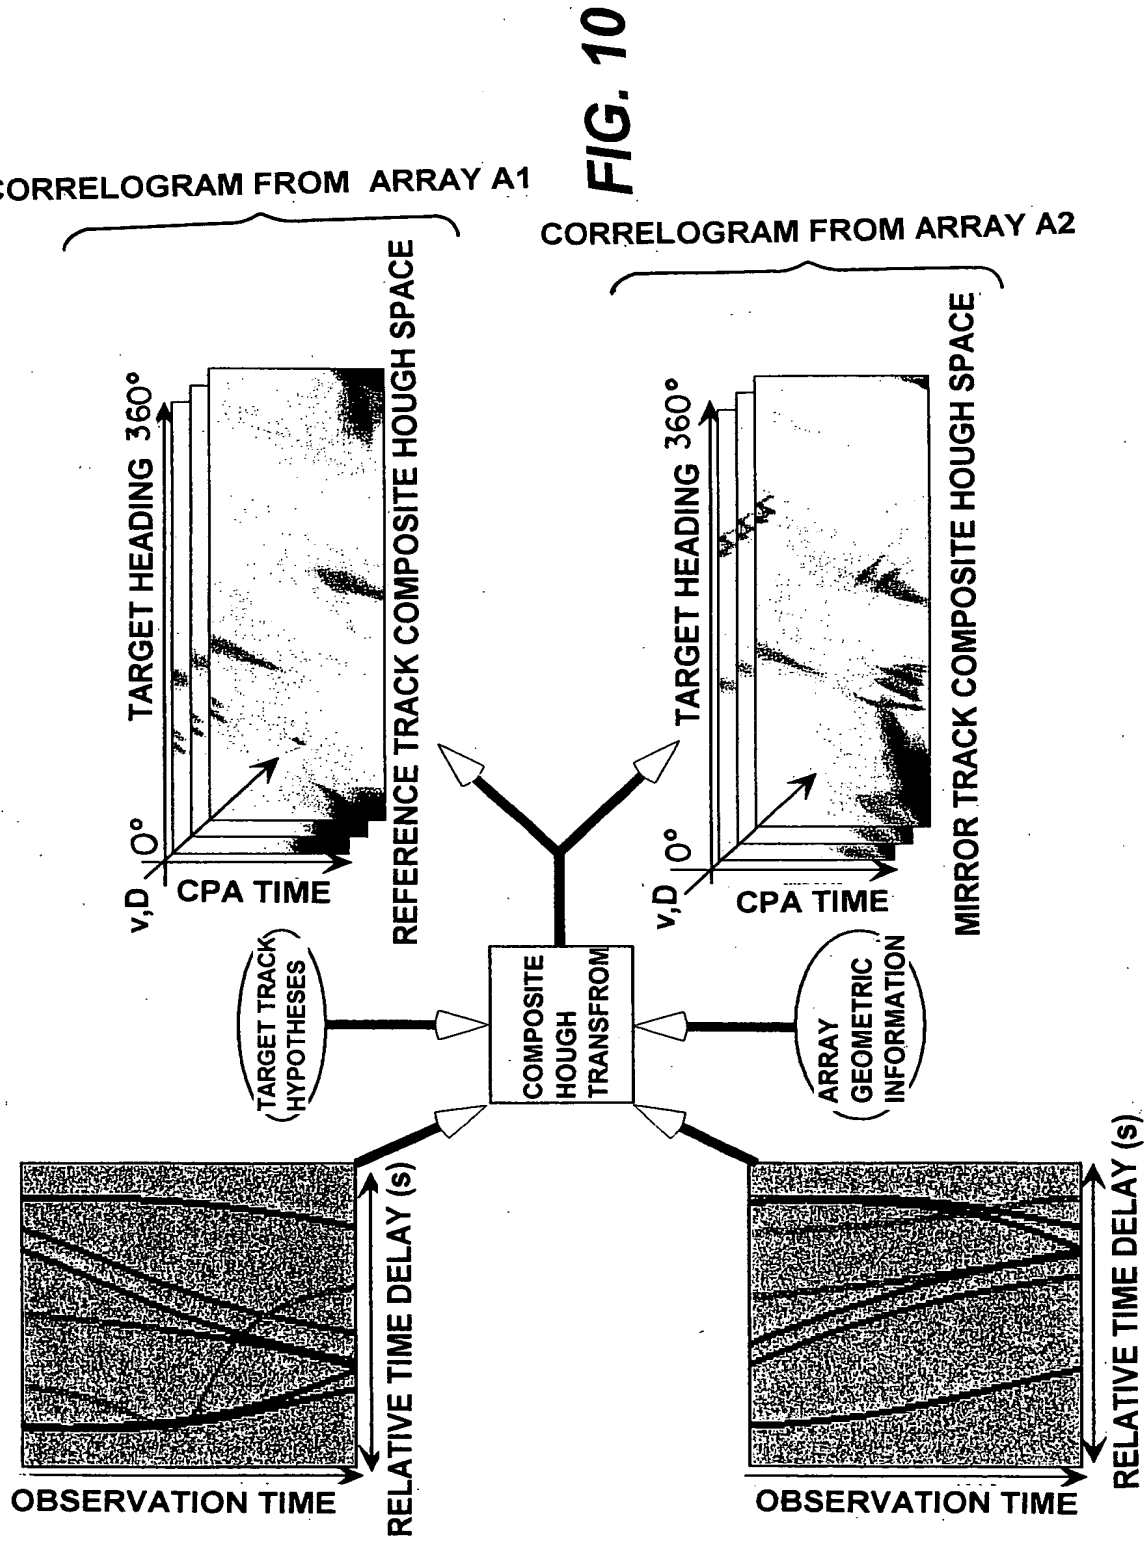 CORRELOGRAM FROM ARRAY A1
FIG. 10
TARGET HEADING 360°
v,D 0°
CPA TIME
REFERENCE TRACK COMPOSITE HOUGH SPACE
CORRELOGRAM FROM ARRAY A2
TARGET HEADING 360°
v,D 0°
CPA TIME
MIRROR TRACK COMPOSITE HOUGH SPACE
TARGET TRACK
HYPOTHESES
COMPOSITE
HOUGH
TRANSFROM
ARRAY
GEOMETRIC
INFORMATION
OBSERVATION TIME
RELATIVE TIME DELAY (s)
OBSERVATION TIME
RELATIVE TIME DELAY (s)